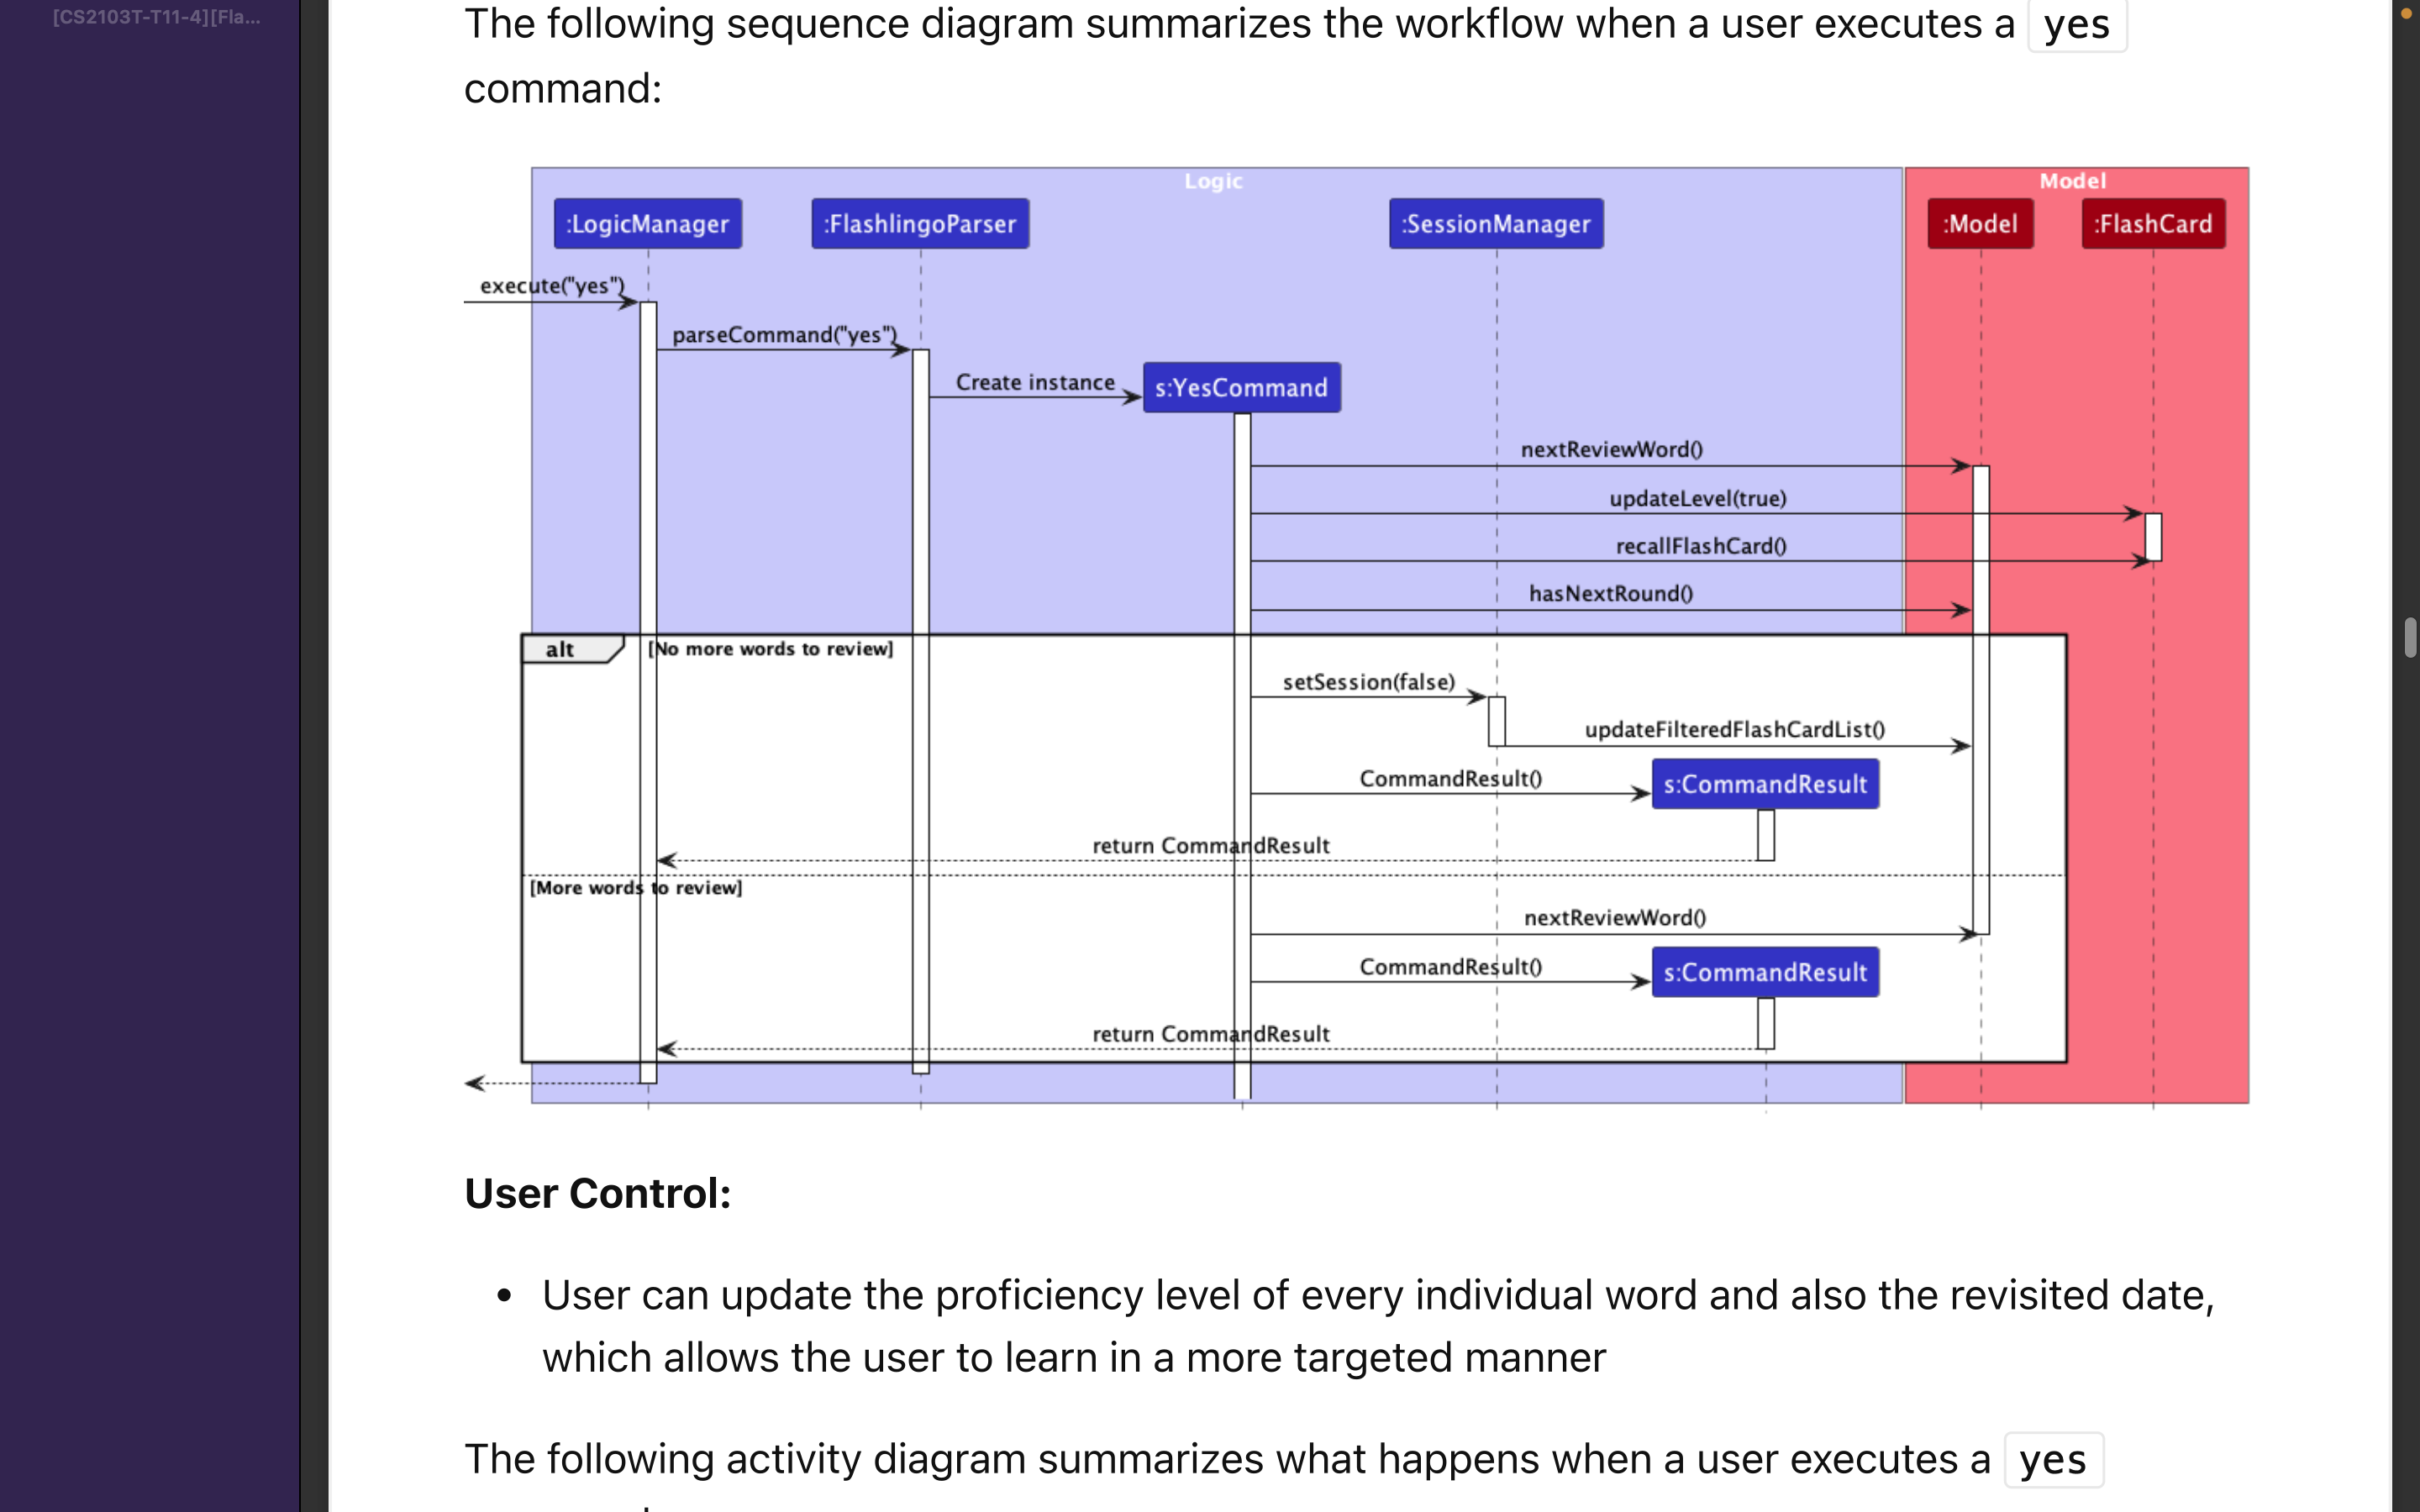 [CS2103T-T11-4][Fla...
The following sequence diagram summarizes the workflow when a user executes a yes
command:
Logic
Model
:LogicManager
:FlashlingoParser
:SessionManager
:Model
:FlashCard
execute("yes")
parseCommand("yes")
Create instance
s:YesCommand
nextReviewWord()
updateLevel(true)
recallFlashCard()
hasNextRound()
alt
[No more words to review]
setSession(false)
updateFilteredFlashCardList()
CommandResult()
s:CommandResult
return CommandResult
[More words to review]
nextReviewWord()
CommandResult()
s:CommandResult
return CommandResult
User Control:
• User can update the proficiency level of every individual word and also the revisited date,
which allows the user to learn in a more targeted manner
The following activity diagram summarizes what happens when a user executes a yes